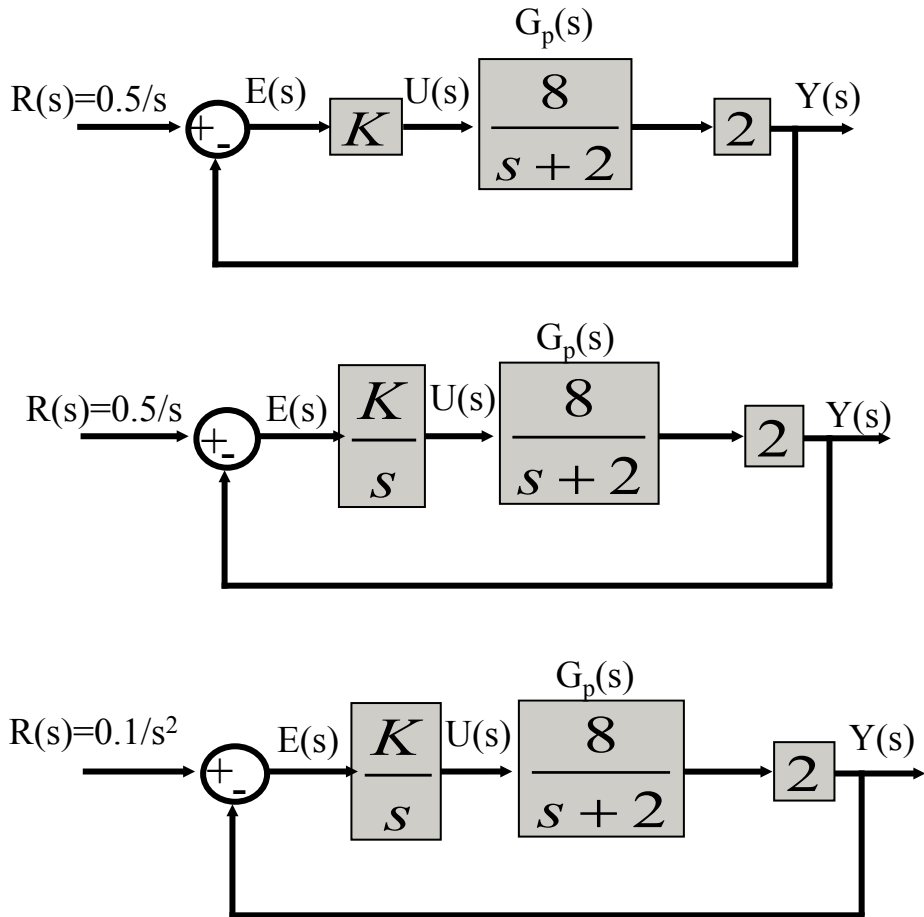 G_p(s)
R(s)=0.5/s
E(s)
U(s)
Y(s)
+
-
K
8
s + 2
2
G_p(s)
R(s)=0.5/s
E(s)
U(s)
Y(s)
+
-
K
s
8
s + 2
2
G_p(s)
R(s)=0.1/s²
E(s)
U(s)
Y(s)
+
-
K
s
8
s + 2
2